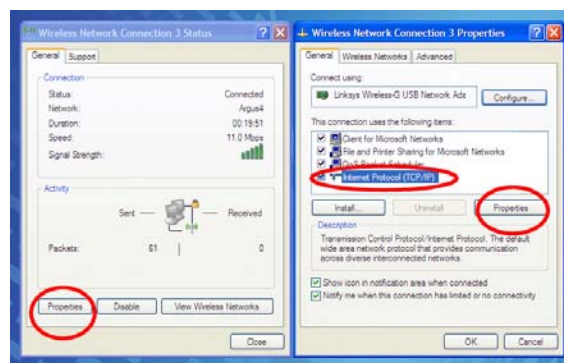 Wireless Network Connection 3 Status
General Support
Connection
Status: Connected
Network: Argus4
Duration: 00:19:51
Speed: 11.0 Mbps
Signal Strength:
Activity
Sent Received
Packets: 61 0
Properties Disable View Wireless Networks
Close
Wireless Network Connection 3 Properties
General Wireless Networks Advanced
Connect using:
Linksys Wireless-G USB Network Ada
Configure...
This connection uses the following items:
Client for Microsoft Networks
File and Printer Sharing for Microsoft Networks
QoS Packet Scheduler
Internet Protocol (TCP/IP)
Install... Uninstall Properties
Description
Transmission Control Protocol/Internet Protocol. The default
wide area network protocol that provides communication
across diverse interconnected networks.
Show icon in notification area when connected
Notify me when this connection has limited or no connectivity
OK Cancel